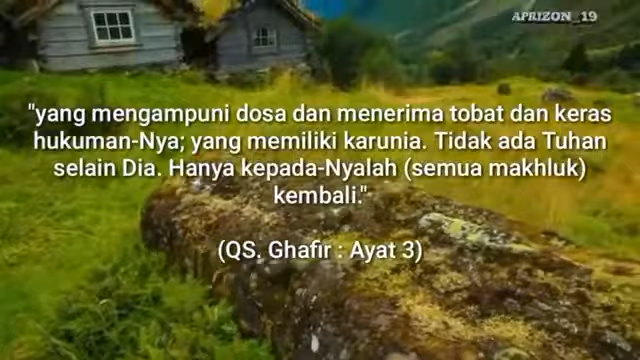 APRIZON_19
"yang mengampuni dosa dan menerima tobat dan keras
hukuman-Nya; yang memiliki karunia. Tidak ada Tuhan
selain Dia. Hanya kepada-Nyalah (semua makhluk)
kembali."
(QS. Ghafir : Ayat 3)